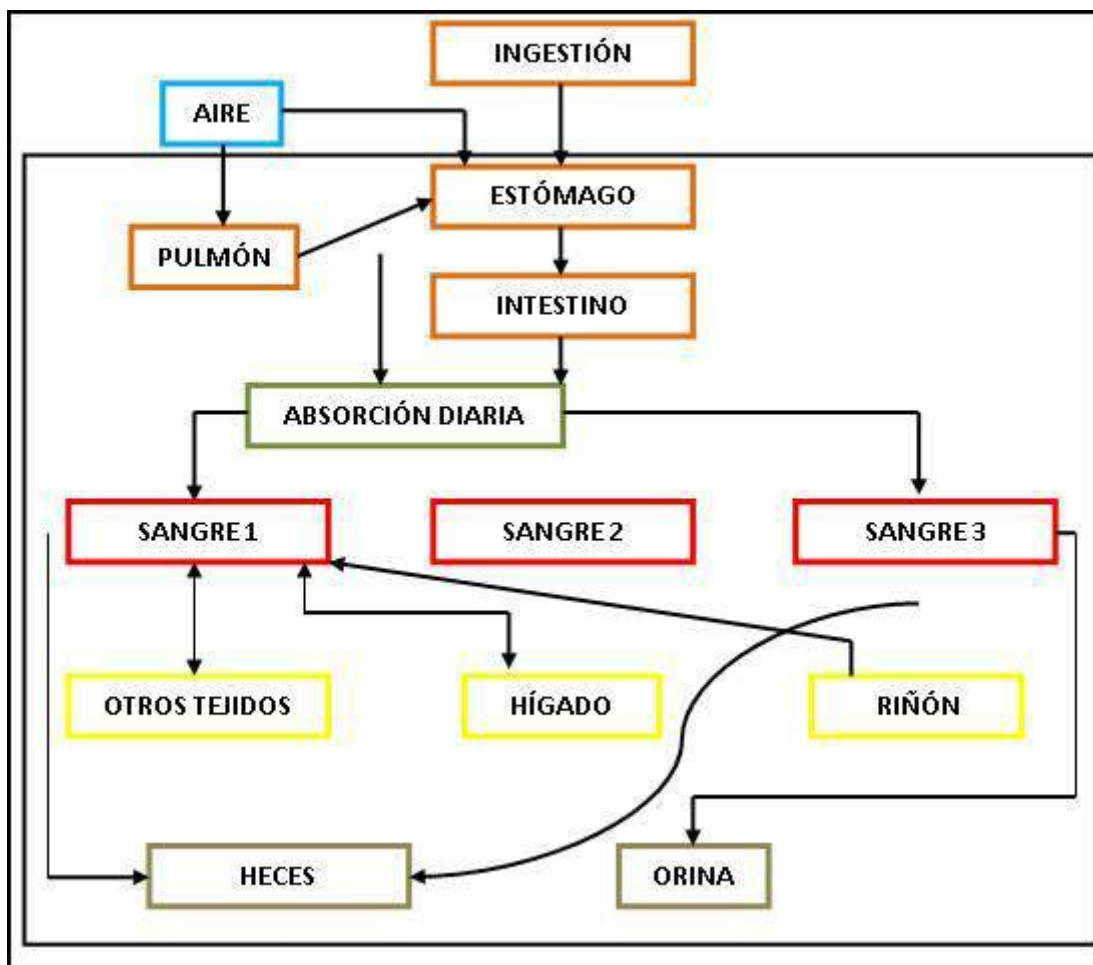 INGESTIÓN
AIRE
ESTÓMAGO
PULMÓN
INTESTINO
ABSORCIÓN DIARIA
SANGRE 1
SANGRE 2
SANGRE 3
OTROS TEJIDOS
HÍGADO
RIÑÓN
HECES
ORINA